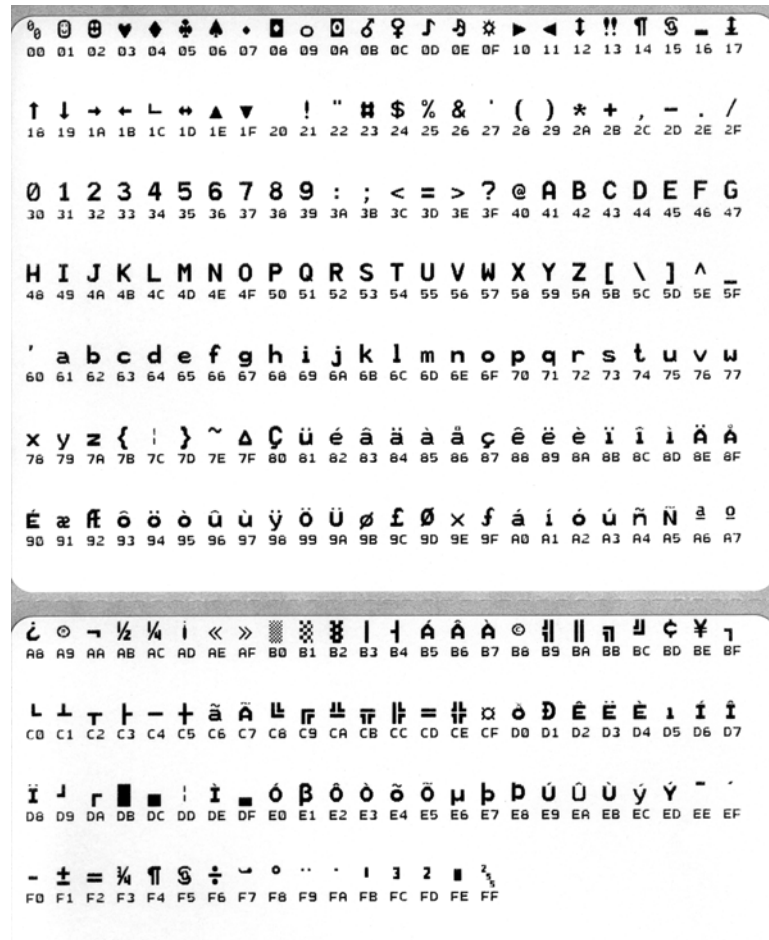 ☺ ☻ ♥ ♦ ♣ ♠ • ◘ ○ ◙ ♂ ♀ ♪ ♫ ☼ ► ◄ ↕ ‼ ¶ § ▬ ↨
00 01 02 03 04 05 06 07 08 09 0A 0B 0C 0D 0E 0F 10 11 12 13 14 15 16 17
↑ ↓ → ← ∟ ↔ ▲ ▼ ! " # $ % & ' ( ) * + , - . /
18 19 1A 1B 1C 1D 1E 1F 20 21 22 23 24 25 26 27 28 29 2A 2B 2C 2D 2E 2F
0 1 2 3 4 5 6 7 8 9 : ; < = > ? @ A B C D E F G
30 31 32 33 34 35 36 37 38 39 3A 3B 3C 3D 3E 3F 40 41 42 43 44 45 46 47
H I J K L M N O P Q R S T U V W X Y Z [ \ ] ^ _
48 49 4A 4B 4C 4D 4E 4F 50 51 52 53 54 55 56 57 58 59 5A 5B 5C 5D 5E 5F
' a b c d e f g h i j k l m n o p q r s t u v w
60 61 62 63 64 65 66 67 68 69 6A 6B 6C 6D 6E 6F 70 71 72 73 74 75 76 77
x y z { ¦ } ~ ∆ Ç ü é â ä à å ç ê ë è ï î ì Ä Å
78 79 7A 7B 7C 7D 7E 7F 80 81 82 83 84 85 86 87 88 89 8A 8B 8C 8D 8E 8F
É æ Æ ô ö ò û ù ÿ Ö Ü ø £ Ø × ƒ á í ó ú ñ Ñ ª º
90 91 92 93 94 95 96 97 98 99 9A 9B 9C 9D 9E 9F A0 A1 A2 A3 A4 A5 A6 A7
¿ ® ¬ ½ ¼ ¡ « » ░ ▒ ▓ │ ┤ Á Â À © ╣ ║ ╗ ╝ ¢ ¥ ┐
A8 A9 AA AB AC AD AE AF B0 B1 B2 B3 B4 B5 B6 B7 B8 B9 BA BB BC BD BE BF
└ ┴ ┬ ├ ─ ┼ ã Ã ╚ ╔ ╩ ╦ ╠ ═ ╬ ¤ ð Ð Ê Ë È ı Í Î
C0 C1 C2 C3 C4 C5 C6 C7 C8 C9 CA CB CC CD CE CF D0 D1 D2 D3 D4 D5 D6 D7
Ï ┘ ┌ █ ▄ ¦ Ì ▬ Ó β Ô Ò õ Õ µ þ Þ Ú Û Ù ý Ý ¯ ´
D8 D9 DA DB DC DD DE DF E0 E1 E2 E3 E4 E5 E6 E7 E8 E9 EA EB EC ED EE EF
- ± = ¾ ¶ § ÷ ¸ ° ¨ · ı ³ ² ■
F0 F1 F2 F3 F4 F5 F6 F7 F8 F9 FA FB FC FD FE FF